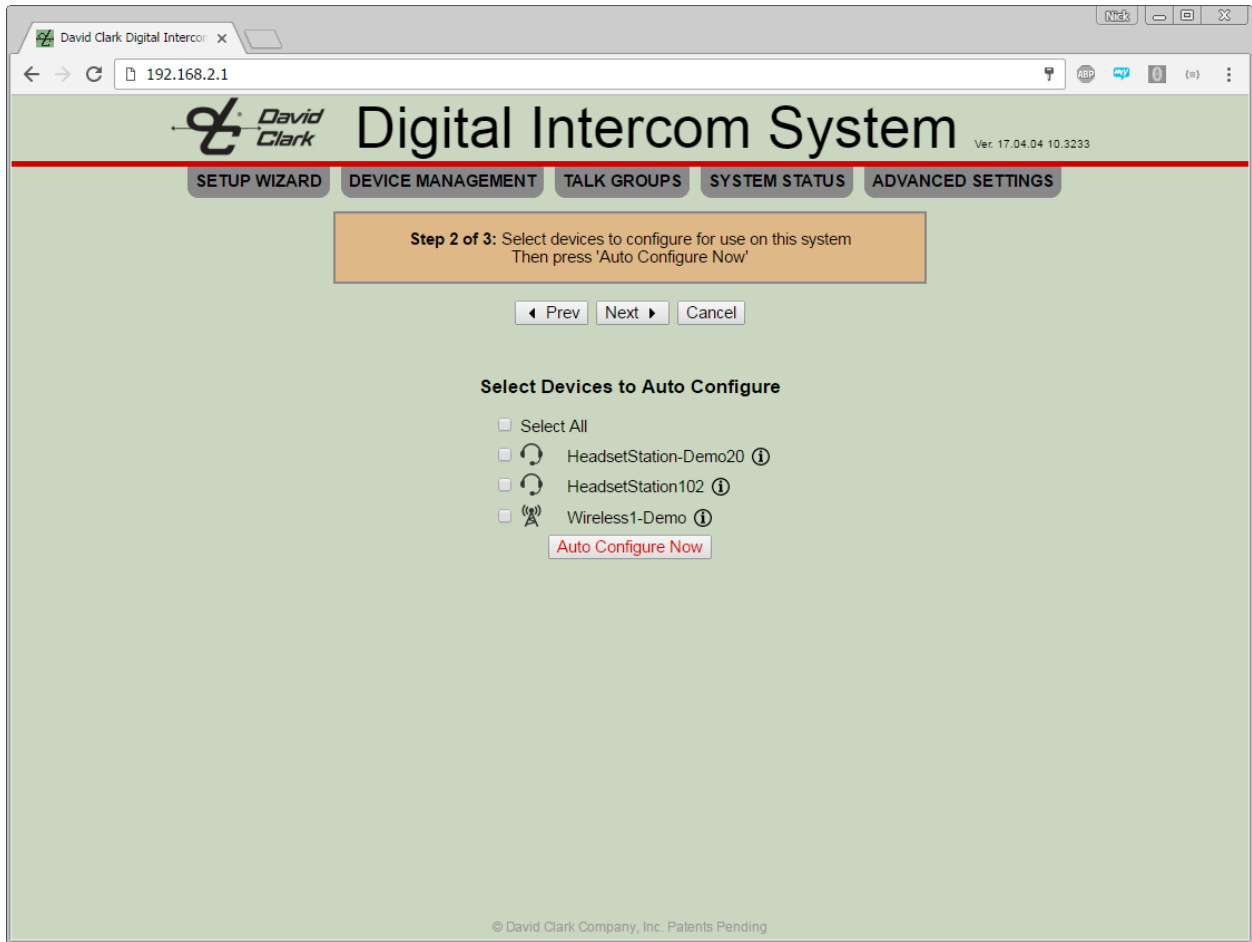 Nick
David Clark Digital Intercor
192.168.2.1
ABP
David
Clark
Digital Intercom System
Ver. 17.04.04 10.3233
SETUP WIZARD DEVICE MANAGEMENT TALK GROUPS SYSTEM STATUS ADVANCED SETTINGS
Step 2 of 3: Select devices to configure for use on this system
Then press 'Auto Configure Now'
Prev Next Cancel
Select Devices to Auto Configure
Select All
HeadsetStation-Demo20
HeadsetStation102
Wireless1-Demo
Auto Configure Now
© David Clark Company, Inc. Patents Pending